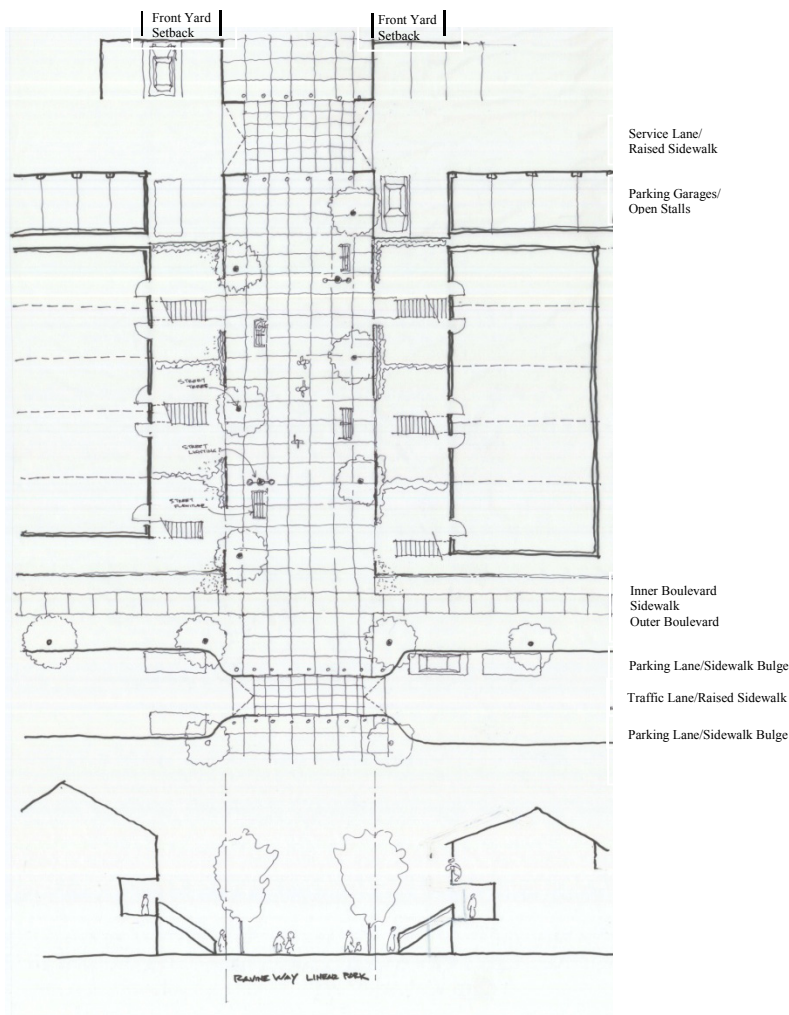 Front Yard
Setback
Front Yard
Setback
Service Lane/
Raised Sidewalk
Parking Garages/
Open Stalls
STREET
TREES
STREET
LIGHTING
STREET
FURNITURE
Inner Boulevard
Sidewalk
Outer Boulevard
Parking Lane/Sidewalk Bulge
Traffic Lane/Raised Sidewalk
Parking Lane/Sidewalk Bulge
RAVINE WAY LINEAR PARK